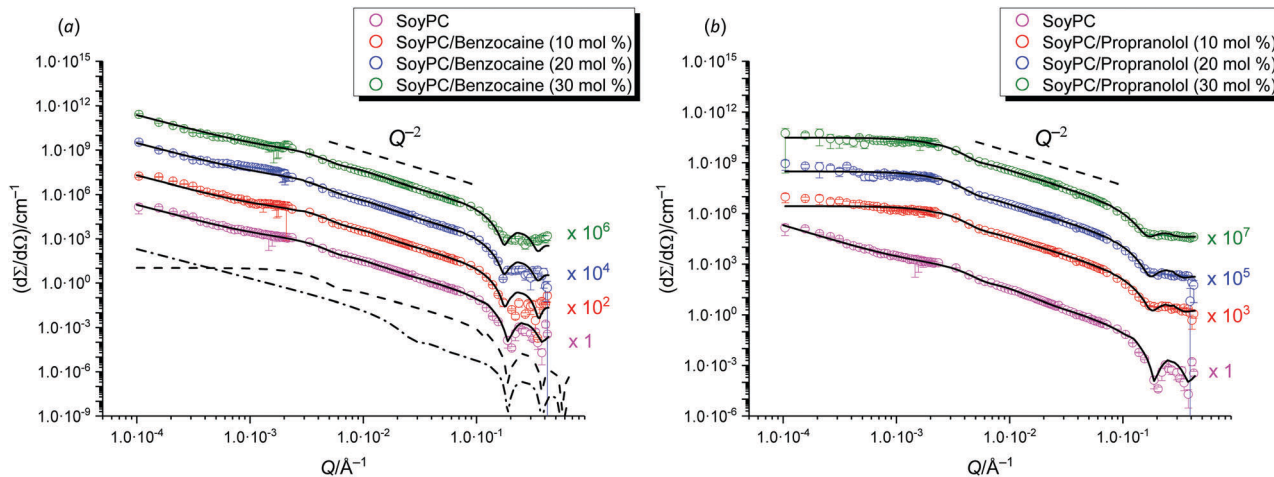 (a)
SoyPC
SoyPC/Benzocaine (10 mol %)
SoyPC/Benzocaine (20 mol %)
SoyPC/Benzocaine (30 mol %)
1.0·10¹⁵
1.0·10¹²
1.0·10⁹
1.0·10⁶
1.0·10³
1.0·10⁰
1.0·10⁻³
1.0·10⁻⁶
1.0·10⁻⁹
(dΣ/dΩ)/cm⁻¹
Q⁻²
x 10⁶
x 10⁴
x 10²
x 1
1.0·10⁻⁴ 1.0·10⁻³ 1.0·10⁻² 1.0·10⁻¹
Q/Å⁻¹
(b)
SoyPC
SoyPC/Propranolol (10 mol %)
SoyPC/Propranolol (20 mol %)
SoyPC/Propranolol (30 mol %)
1.0·10¹⁵
1.0·10¹²
1.0·10⁹
1.0·10⁶
1.0·10³
1.0·10⁰
1.0·10⁻³
1.0·10⁻⁶
(dΣ/dΩ)/cm⁻¹
Q⁻²
x 10⁷
x 10⁵
x 10³
x 1
1.0·10⁻⁴ 1.0·10⁻³ 1.0·10⁻² 1.0·10⁻¹
Q/Å⁻¹